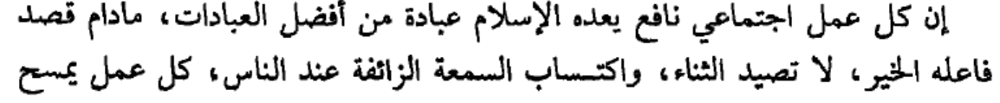 إن كل عمل اجتماعي نافع يعده الإسلام عبادة من أفضل العبادات، مادام قصد
فاعله الخير، لا تصيد الثناء، واكتساب السمعة الزائفة عند الناس، كل عمل يمسح